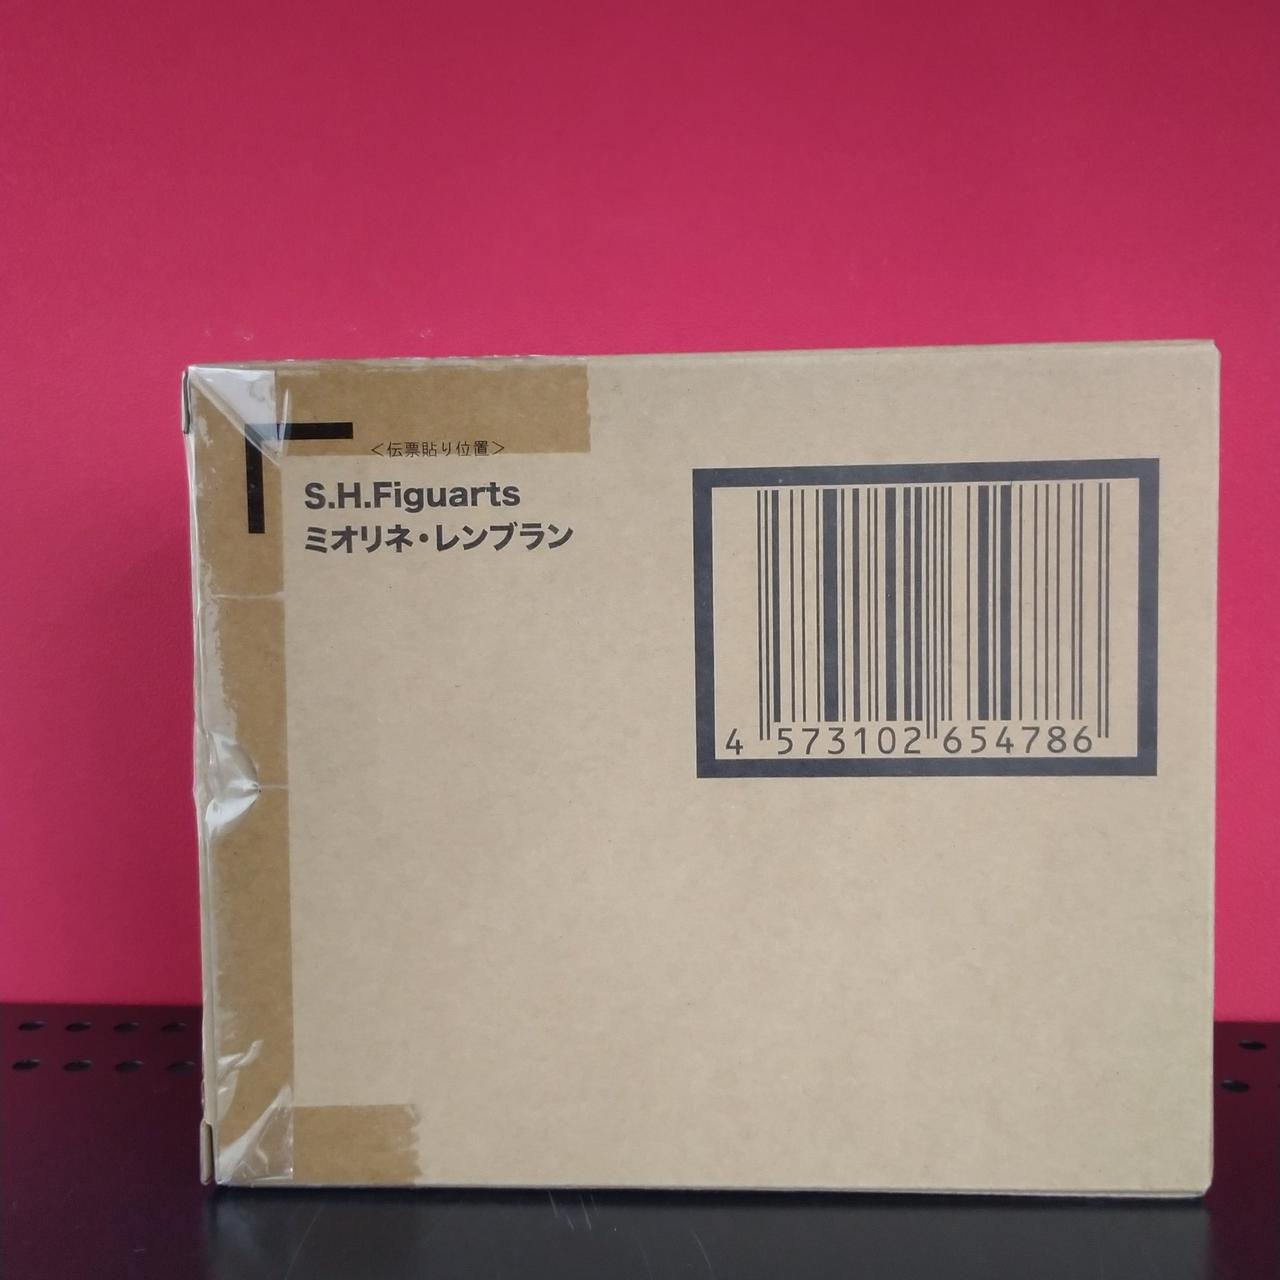 ＜伝票貼り位置＞
S.H.Figuarts
ミオリネ・レンブラン
4 573102 654786